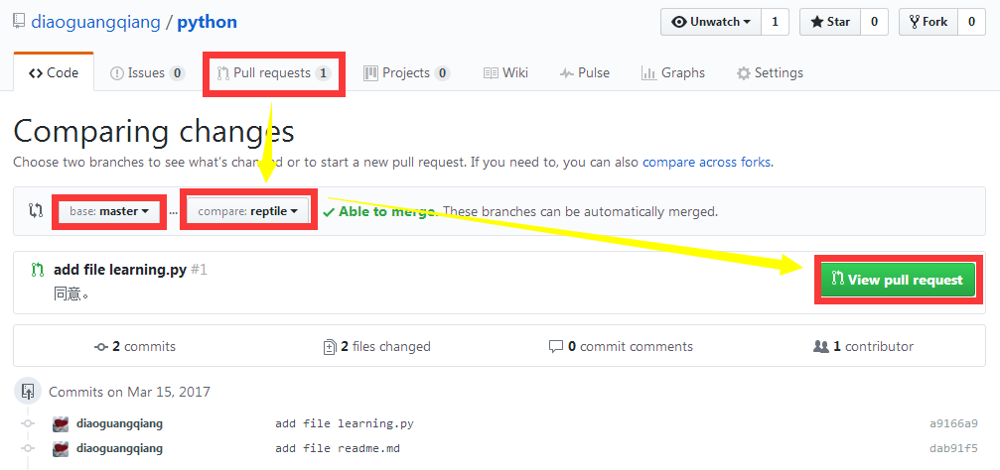 diaoguangqiang / python
Unwatch 1 Star 0 Fork 0
Code Issues 0 Pull requests 1 Projects 0 Wiki Pulse Graphs Settings
Comparing changes
Choose two branches to see what's changed or to start a new pull request. If you need to, you can also compare across forks.
base: master ... compare: reptile Able to merge. These branches can be automatically merged.
add file learning.py #1
同意。
View pull request
2 commits 2 files changed 0 commit comments 1 contributor
Commits on Mar 15, 2017
diaoguangqiang add file learning.py a9166a9
diaoguangqiang add file readme.md dab91f5